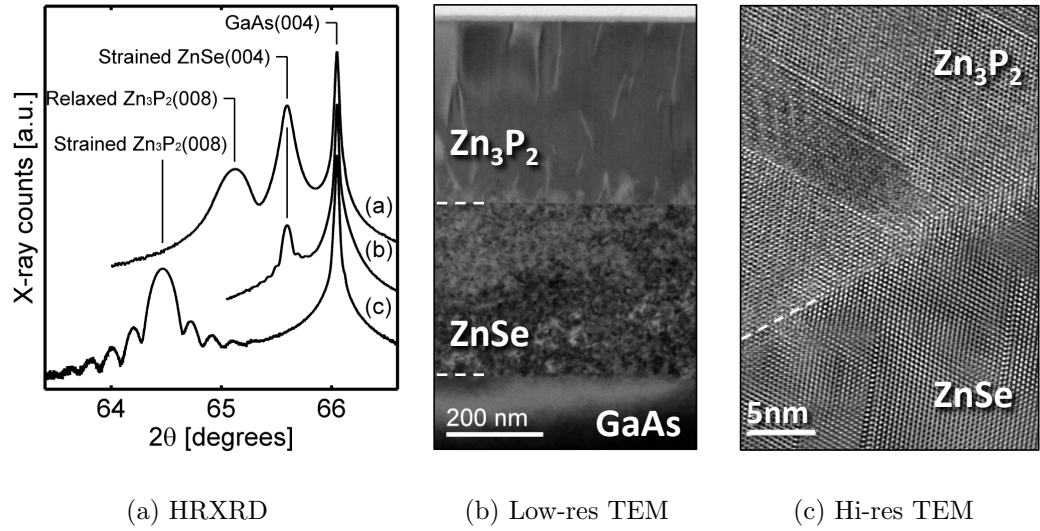 GaAs(004)
Strained ZnSe(004)
Relaxed Zn₃P₂(008)
Strained Zn₃P₂(008)
X-ray counts [a.u.]
(a)
(b)
(c)
64
65
66
2θ [degrees]
Zn₃P₂
ZnSe
200 nm
GaAs
Zn₃P₂
5nm
ZnSe
(a) HRXRD
(b) Low-res TEM
(c) Hi-res TEM